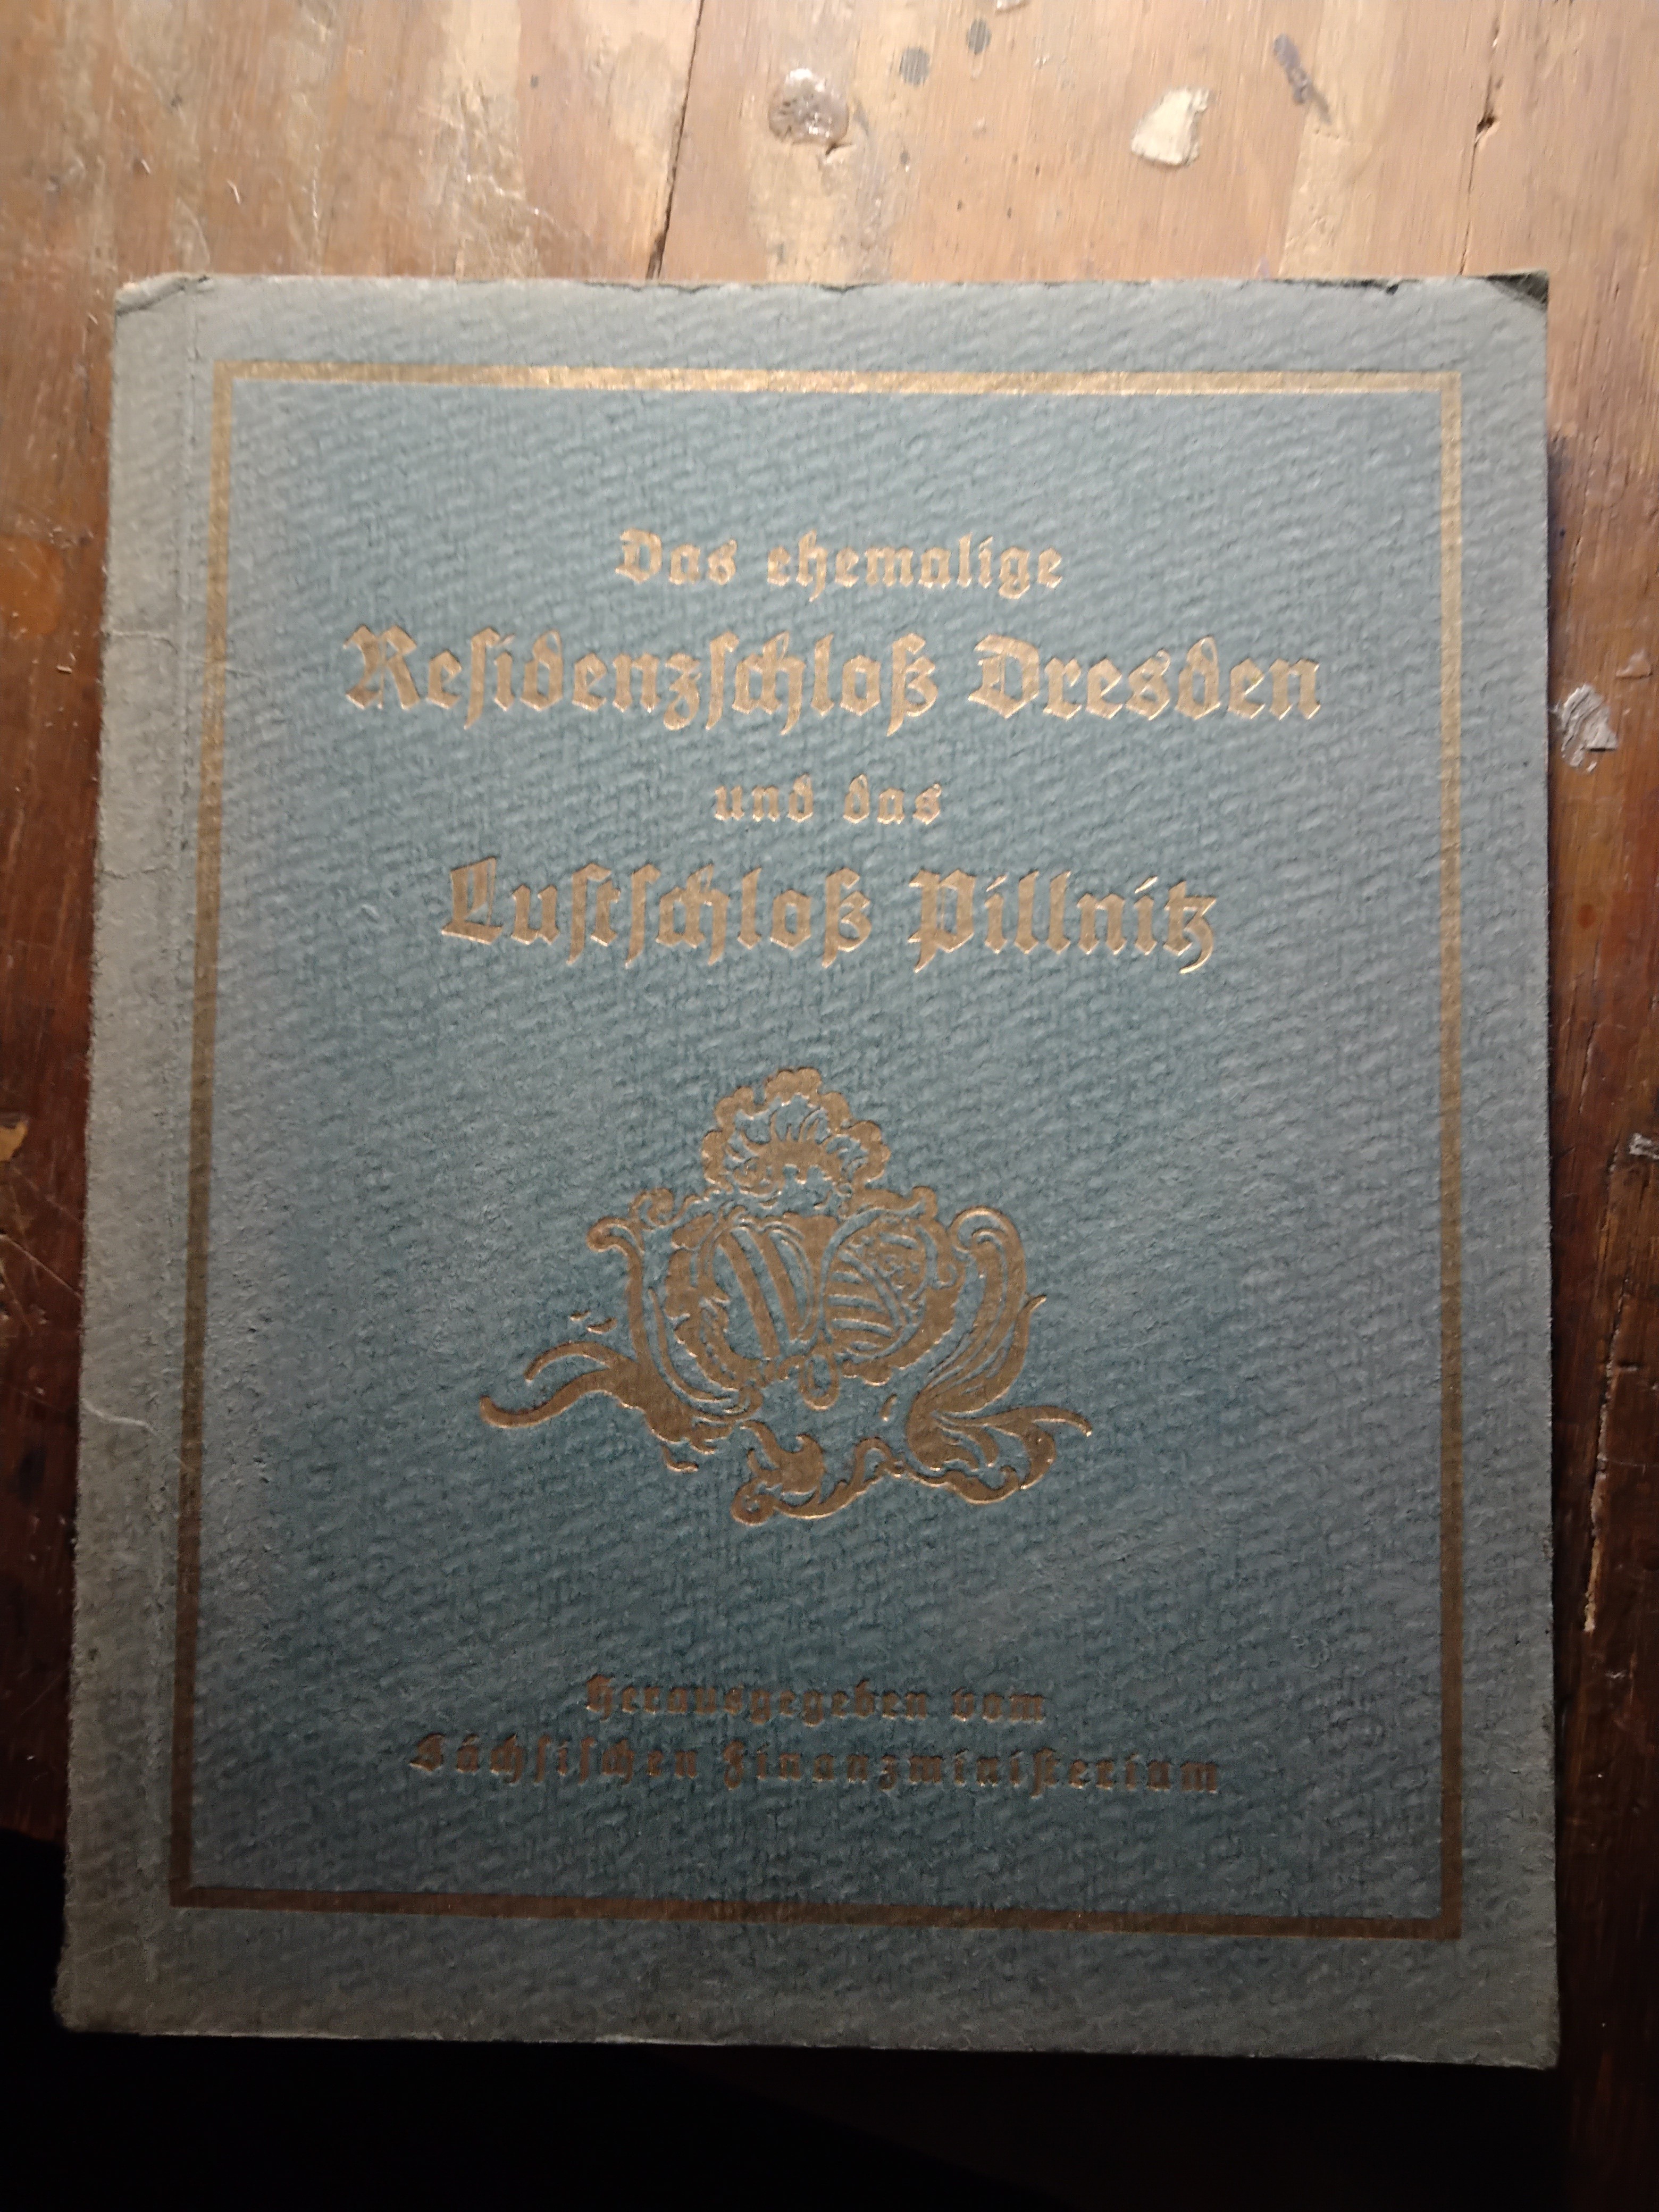 Das ehemalige
Reſidenzſchloß Dresden
und das
Luſtſchloß Pillnitz
Herausgegeben vom
Sächſiſchen Finanzminiſterium